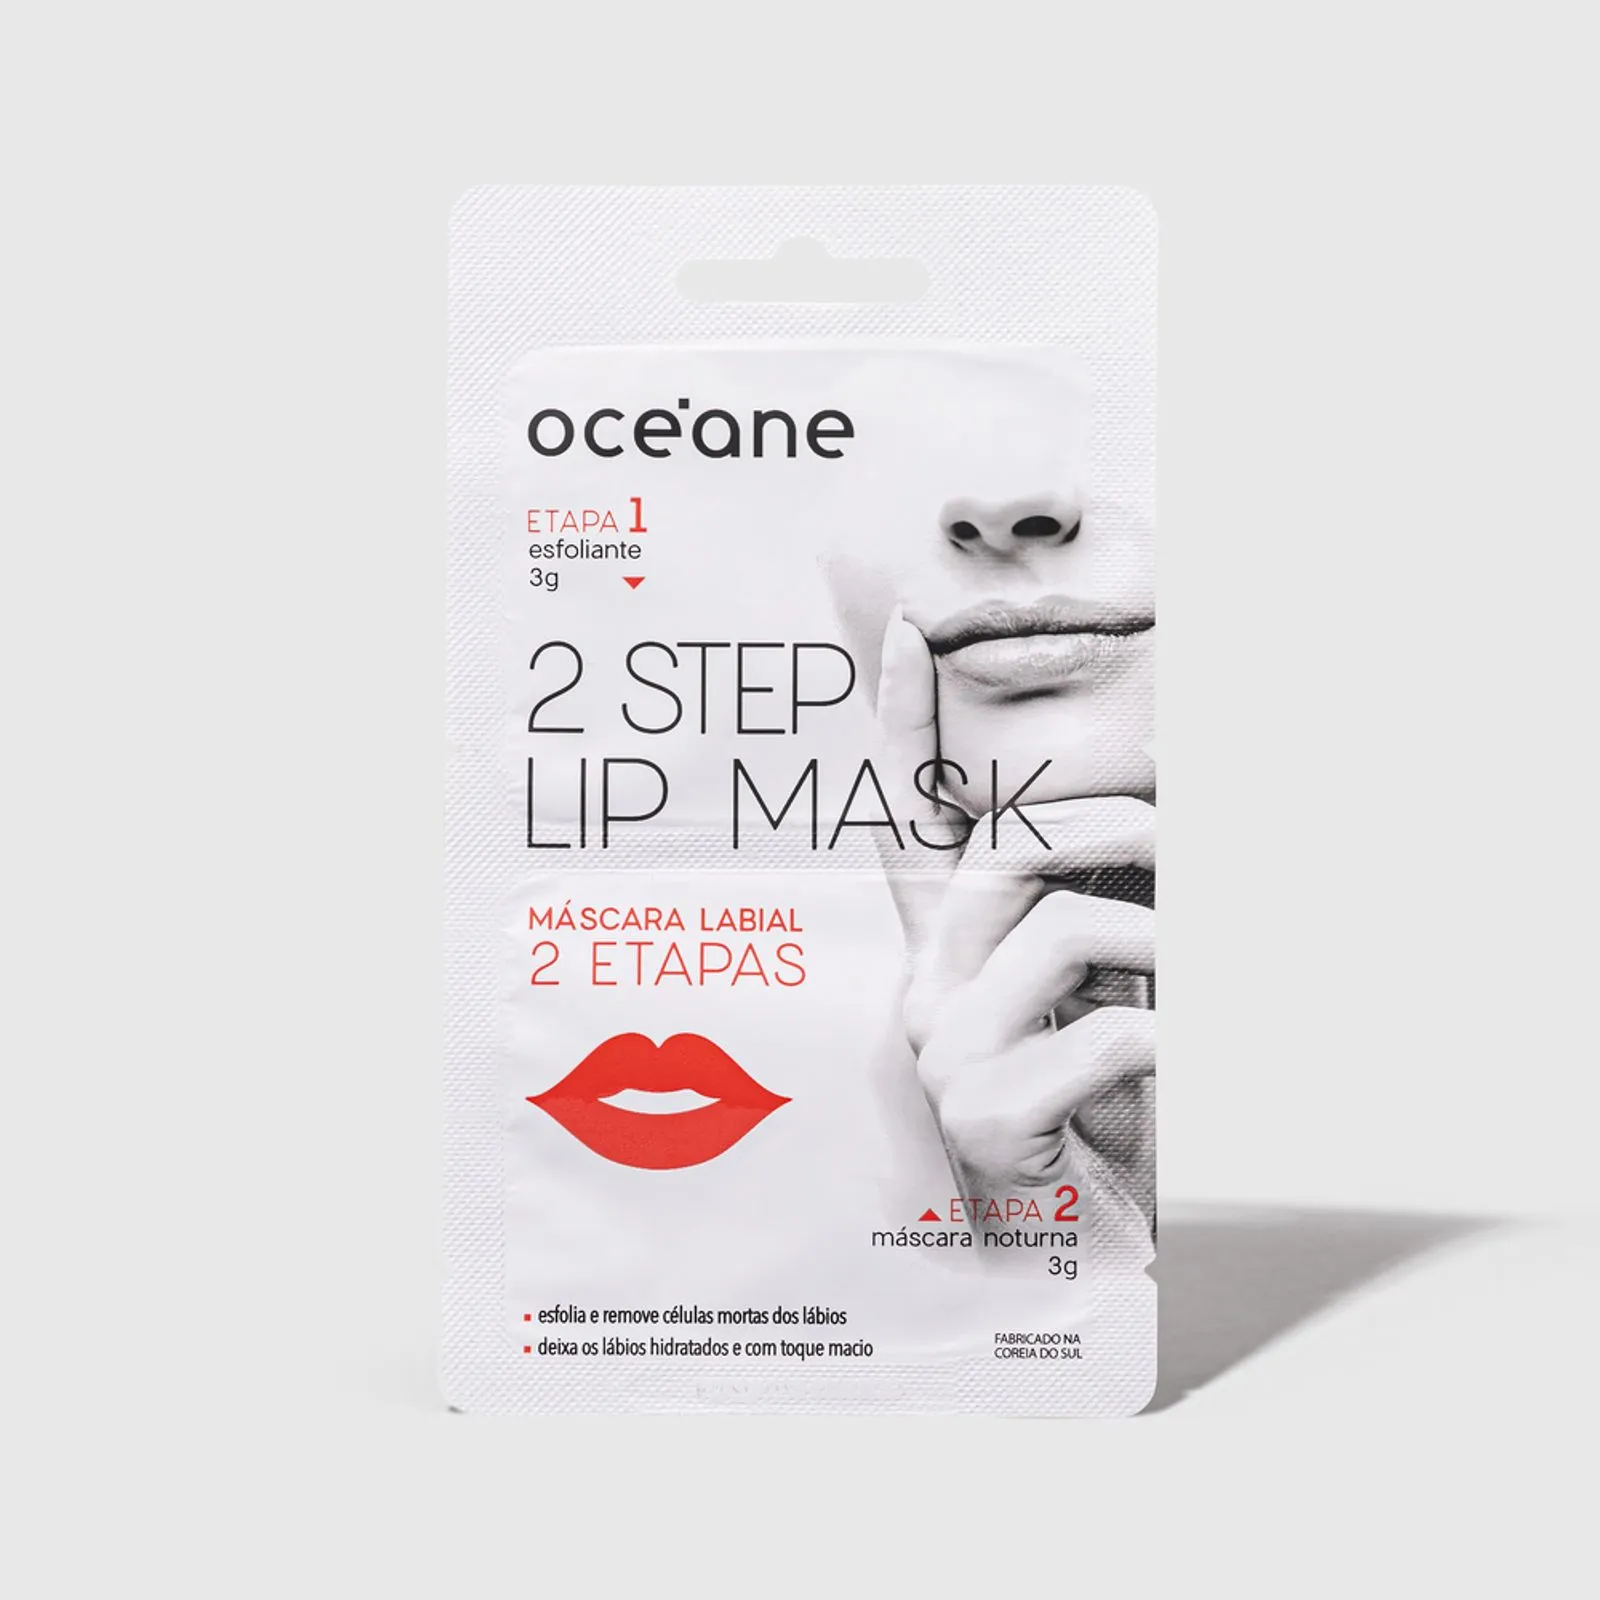 océane
ETAPA 1
esfoliante
3g
2 STEP
LIP MASK
MÁSCARA LABIAL
2 ETAPAS
ETAPA 2
máscara noturna
3g
esfolia e remove células mortas dos lábios
deixa os lábios hidratados e com toque macio
FABRICADO NA
COREIA DO SUL